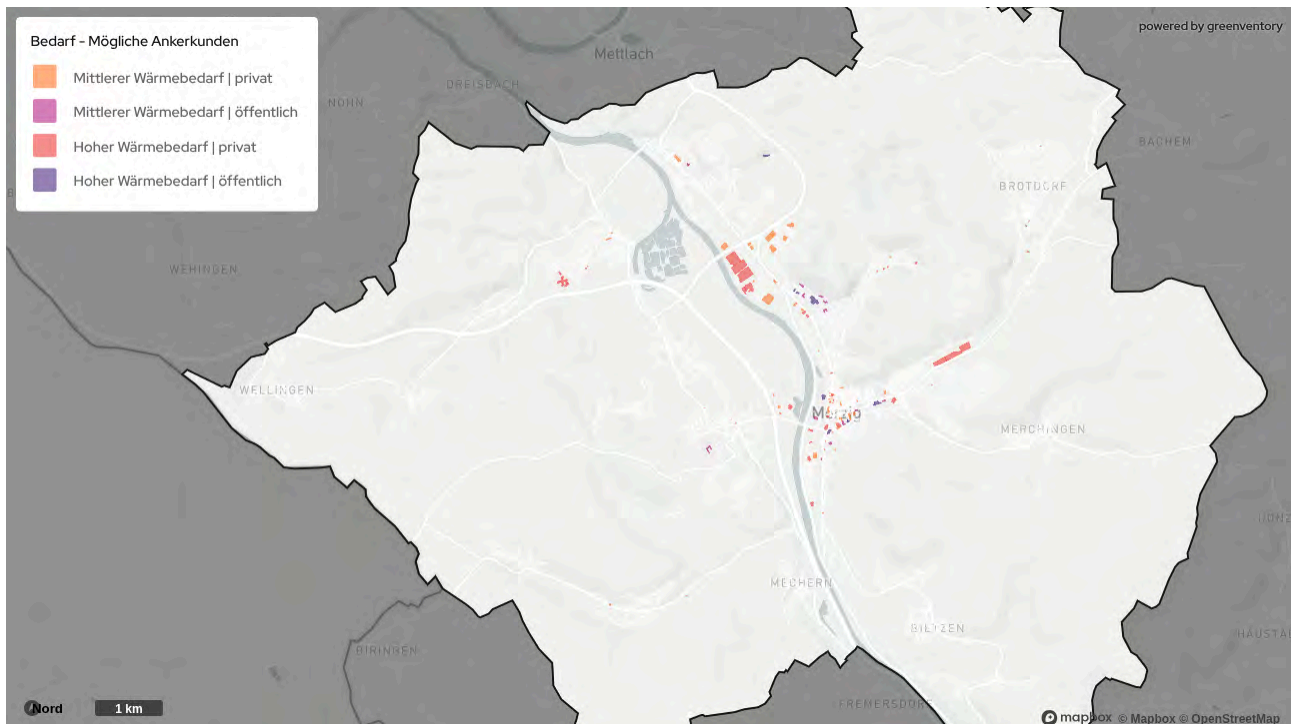 Bedarf - Mögliche Ankerkunden
Mittlerer Wärmebedarf | privat
Mittlerer Wärmebedarf | öffentlich
Hoher Wärmebedarf | privat
Hoher Wärmebedarf | öffentlich
powered by greenventory
Mettlach
DREISBACH
NOHN
BACHEM
BROTDORF
WEHINGEN
WELLINGEN
Merzig
MERCHINGEN
MECHERN
BIETZEN
BIRINGEN
FREMERSDORF
Nord
1 km
mapbox © Mapbox © OpenStreetMap